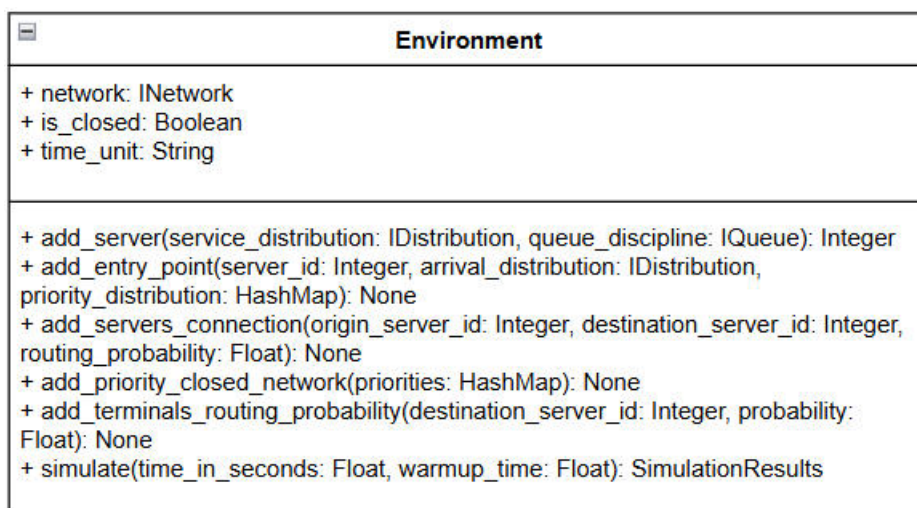 Environment
+ network: INetwork
+ is_closed: Boolean
+ time_unit: String
+ add_server(service_distribution: IDistribution, queue_discipline: IQueue): Integer
+ add_entry_point(server_id: Integer, arrival_distribution: IDistribution,
priority_distribution: HashMap): None
+ add_servers_connection(origin_server_id: Integer, destination_server_id: Integer,
routing_probability: Float): None
+ add_priority_closed_network(priorities: HashMap): None
+ add_terminals_routing_probability(destination_server_id: Integer, probability:
Float): None
+ simulate(time_in_seconds: Float, warmup_time: Float): SimulationResults